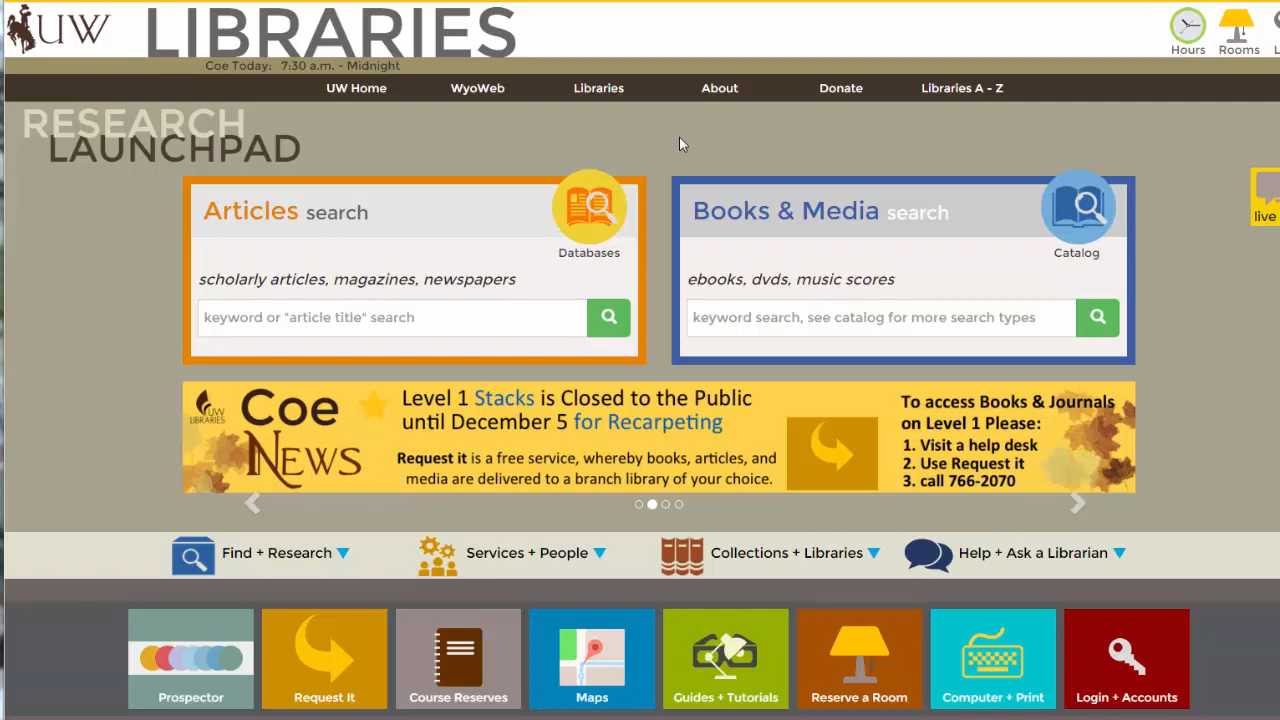 UW
LIBRARIES
Hours
Rooms
Coe Today: 7:30 a.m. - Midnight
UW Home
WyoWeb
Libraries
About
Donate
Libraries A - Z
RESEARCH
LAUNCHPAD
Articles search
Databases
scholarly articles, magazines, newspapers
keyword or "article title" search
Books & Media search
Catalog
ebooks, dvds, music scores
keyword search, see catalog for more search types
live
UW
LIBRARIES
Coe
NEWS
Level 1 Stacks is Closed to the Public
until December 5 for Recarpeting
Request it is a free service, whereby books, articles, and
media are delivered to a branch library of your choice.
To access Books & Journals
on Level 1 Please:
1. Visit a help desk
2. Use Request it
3. call 766-2070
Find + Research
Services + People
Collections + Libraries
Help + Ask a Librarian
Prospector
Request It
Course Reserves
Maps
Guides + Tutorials
Reserve a Room
Computer + Print
Login + Accounts